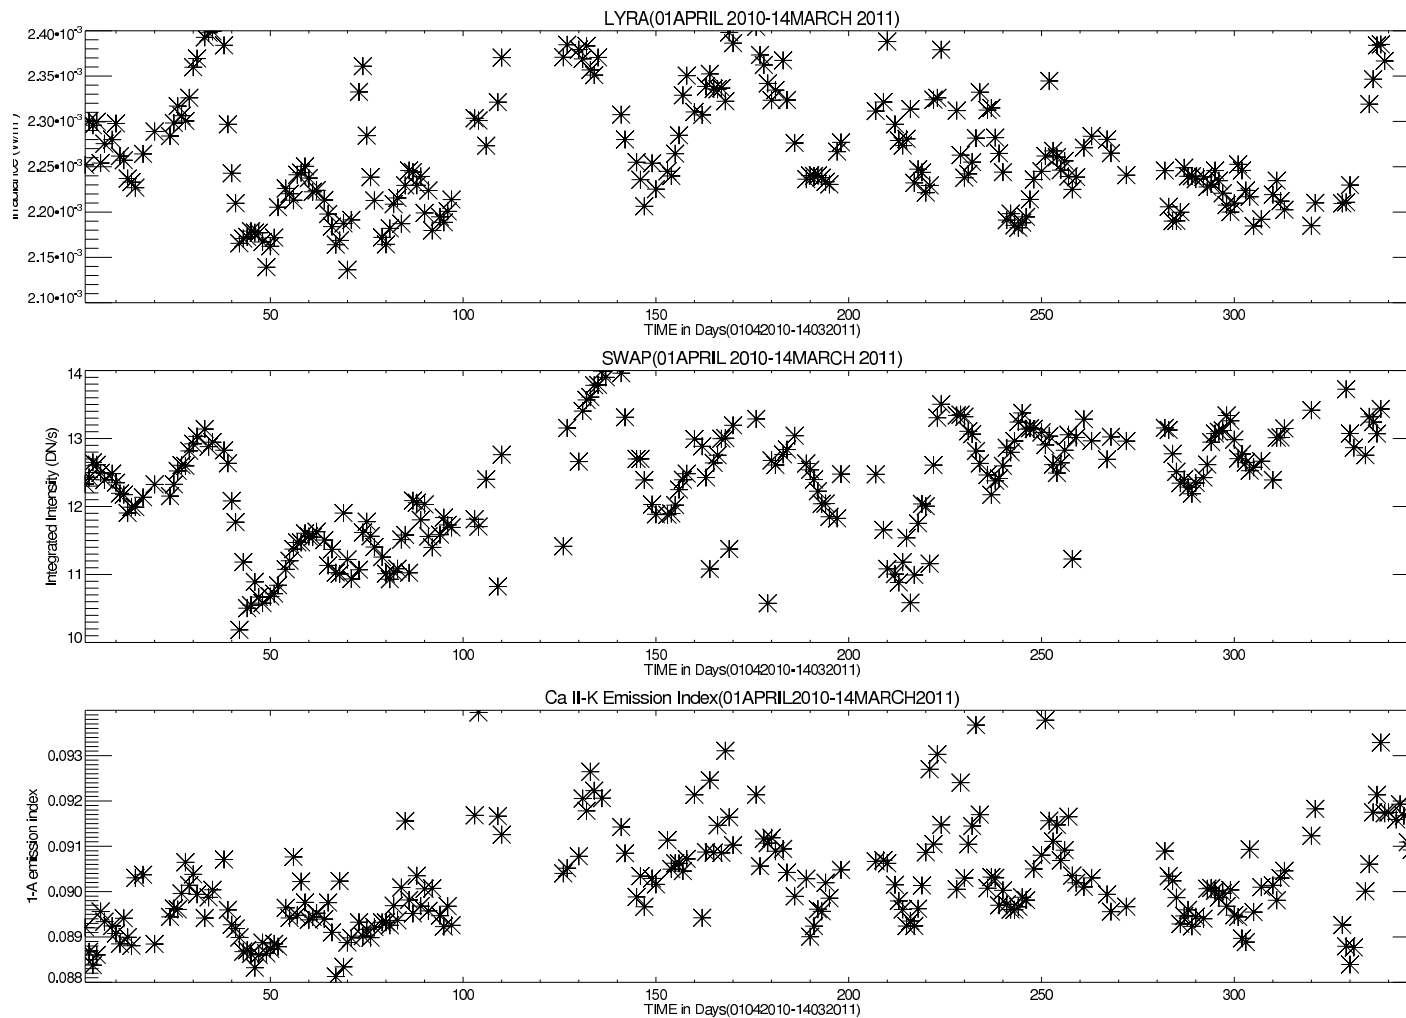 LYRA(01APRIL 2010-14MARCH 2011)
2.40•10⁻³
2.35•10⁻³
2.30•10⁻³
2.25•10⁻³
2.20•10⁻³
2.15•10⁻³
2.10•10⁻³
50 100 150 200 250 300
TIME in Days(01042010-14032011)
SWAP(01APRIL 2010-14MARCH 2011)
Integrated Intensity (DN/s)
14
13
12
11
10
50 100 150 200 250 300
TIME in Days(01042010-14032011)
Ca II-K Emission Index(01APRIL2010-14MARCH2011)
1-A emission index
0.093
0.092
0.091
0.090
0.089
0.088
50 100 150 200 250 300
TIME in Days(01042010-14032011)